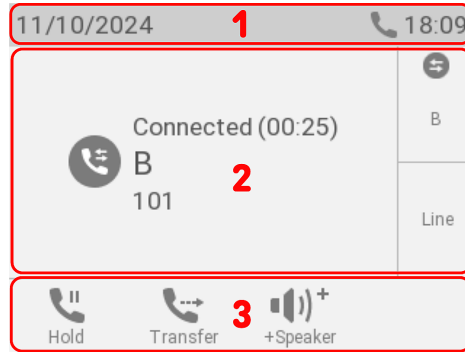 11/10/2024 1 18:09
Connected (00:25)
B
101
2
B
Line
3
Hold Transfer +Speaker